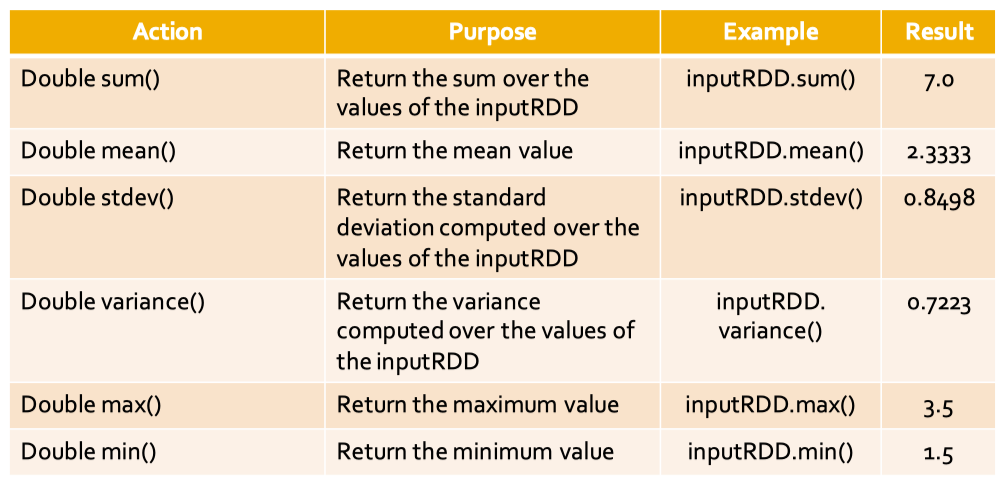 Action Purpose Example Result
Double sum() Return the sum over the inputRDD.sum() 7.0
values of the inputRDD
Double mean() Return the mean value inputRDD.mean() 2.3333
Double stdev() Return the standard inputRDD.stdev() 0.8498
deviation computed over the
values of the inputRDD
Double variance() Return the variance inputRDD. 0.7223
computed over the values of variance()
the inputRDD
Double max() Return the maximum value inputRDD.max() 3.5
Double min() Return the minimum value inputRDD.min() 1.5